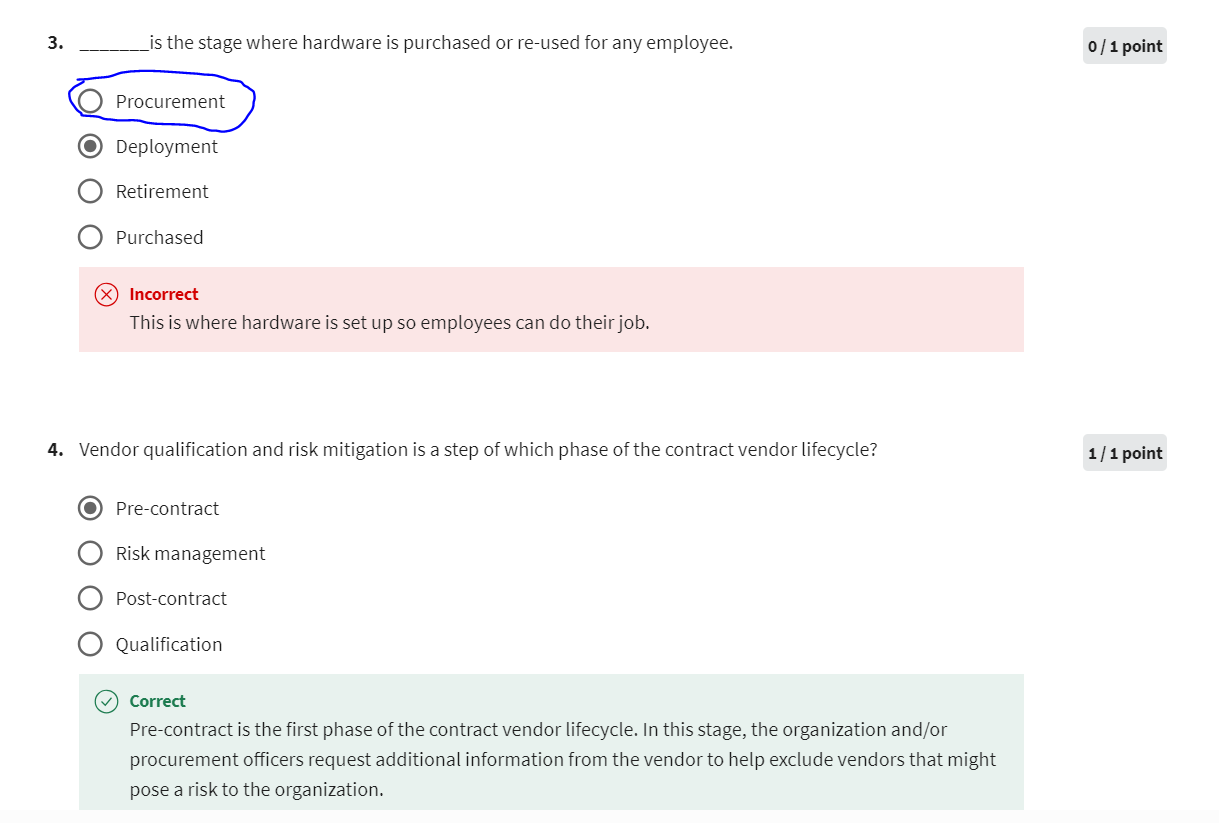 3. _______is the stage where hardware is purchased or re-used for any employee.
0 / 1 point
Procurement
Deployment
Retirement
Purchased
Incorrect
This is where hardware is set up so employees can do their job.
4. Vendor qualification and risk mitigation is a step of which phase of the contract vendor lifecycle?
1 / 1 point
Pre-contract
Risk management
Post-contract
Qualification
Correct
Pre-contract is the first phase of the contract vendor lifecycle. In this stage, the organization and/or
procurement officers request additional information from the vendor to help exclude vendors that might
pose a risk to the organization.